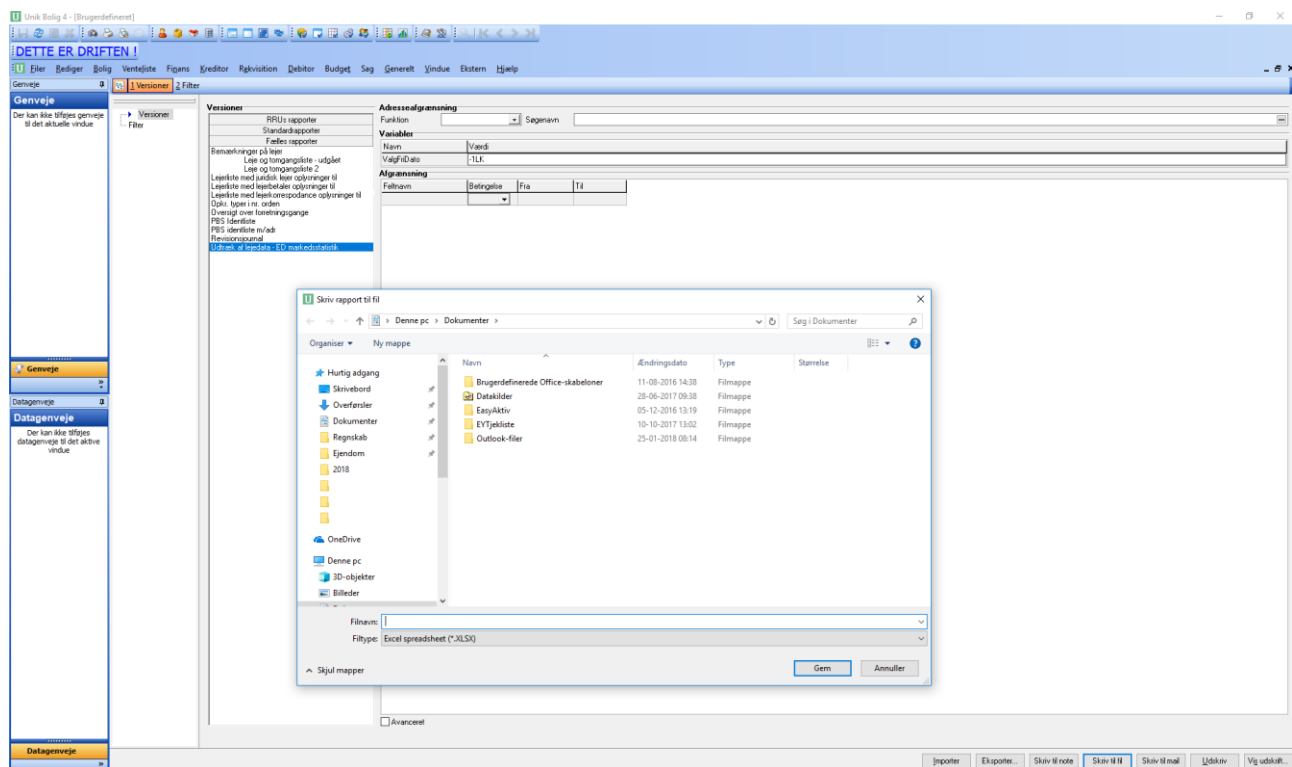 Unik Bolig 4 - [Brugerdefineret]
DETTE ER DRIFTEN !
Eiler Rediger Bolig Venteliste Finans Kreditor Rekvisition Debitor Budget Sag Generelt Vindue Ekstern Hjælp
Genveje
1 Versioner 2 Filter
Genveje
Der kan ikke tilføjes genveje til det aktuelle vindue
Versioner
Filter
Versioner
RRUs rapporter
Standardrapporter
Fælles rapporter
Bemærkninger på lejer
Leje og tomgangsliste - udgået
Leje og tomgangsliste 2
Lejerliste med juridisk lejer oplysninger til
Lejerliste med lejerbetaler oplysninger til
Lejerliste med lejerkorrespodance oplysninger til
Opkr. typer i nr. orden
Oversigt over forretningsgange
PBS Identliste
PBS identliste m/adr
Revisionsjournal
Udtræk af lejedata - ED markedsstatistik
Adresseafgrænsning
Funktion Søgenavn
Variabler
Navn Værdi
ValgFriDato -1LK
Afgrænsning
Feltnavn Betingelse Fra Til
Genveje
Datagenveje
Datagenveje
Der kan ikke tilføjes datagenveje til det aktive vindue
Datagenveje
Skriv rapport til fil
Denne pc > Dokumenter >
Søg i Dokumenter
Organiser Ny mappe
Hurtig adgang
Skrivebord
Overførsler
Dokumenter
Regnskab
Ejendom
2018
OneDrive
Denne pc
3D-objekter
Billeder
Navn Ændringsdato Type Størrelse
Brugerdefinerede Office-skabeloner 11-08-2016 14:38 Filmappe
Datakilder 28-06-2017 09:38 Filmappe
EasyAktiv 05-12-2016 13:19 Filmappe
EYTjekliste 10-10-2017 13:02 Filmappe
Outlook-filer 25-01-2018 08:14 Filmappe
Filnavn:
Filtype: Excel spreadsheet (*.XLSX)
Skjul mapper
Gem Annuller
Avanceret
Importer Eksporter... Skriv til note Skriv til fil Skriv til mail Udskriv Vis udskrift...